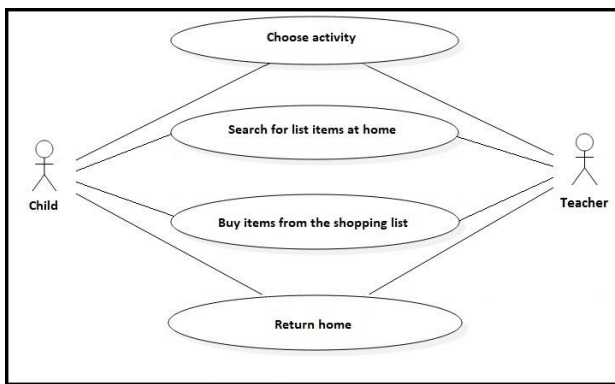 Choose activity
Search for list items at home
Child
Teacher
Buy items from the shopping list
Return home